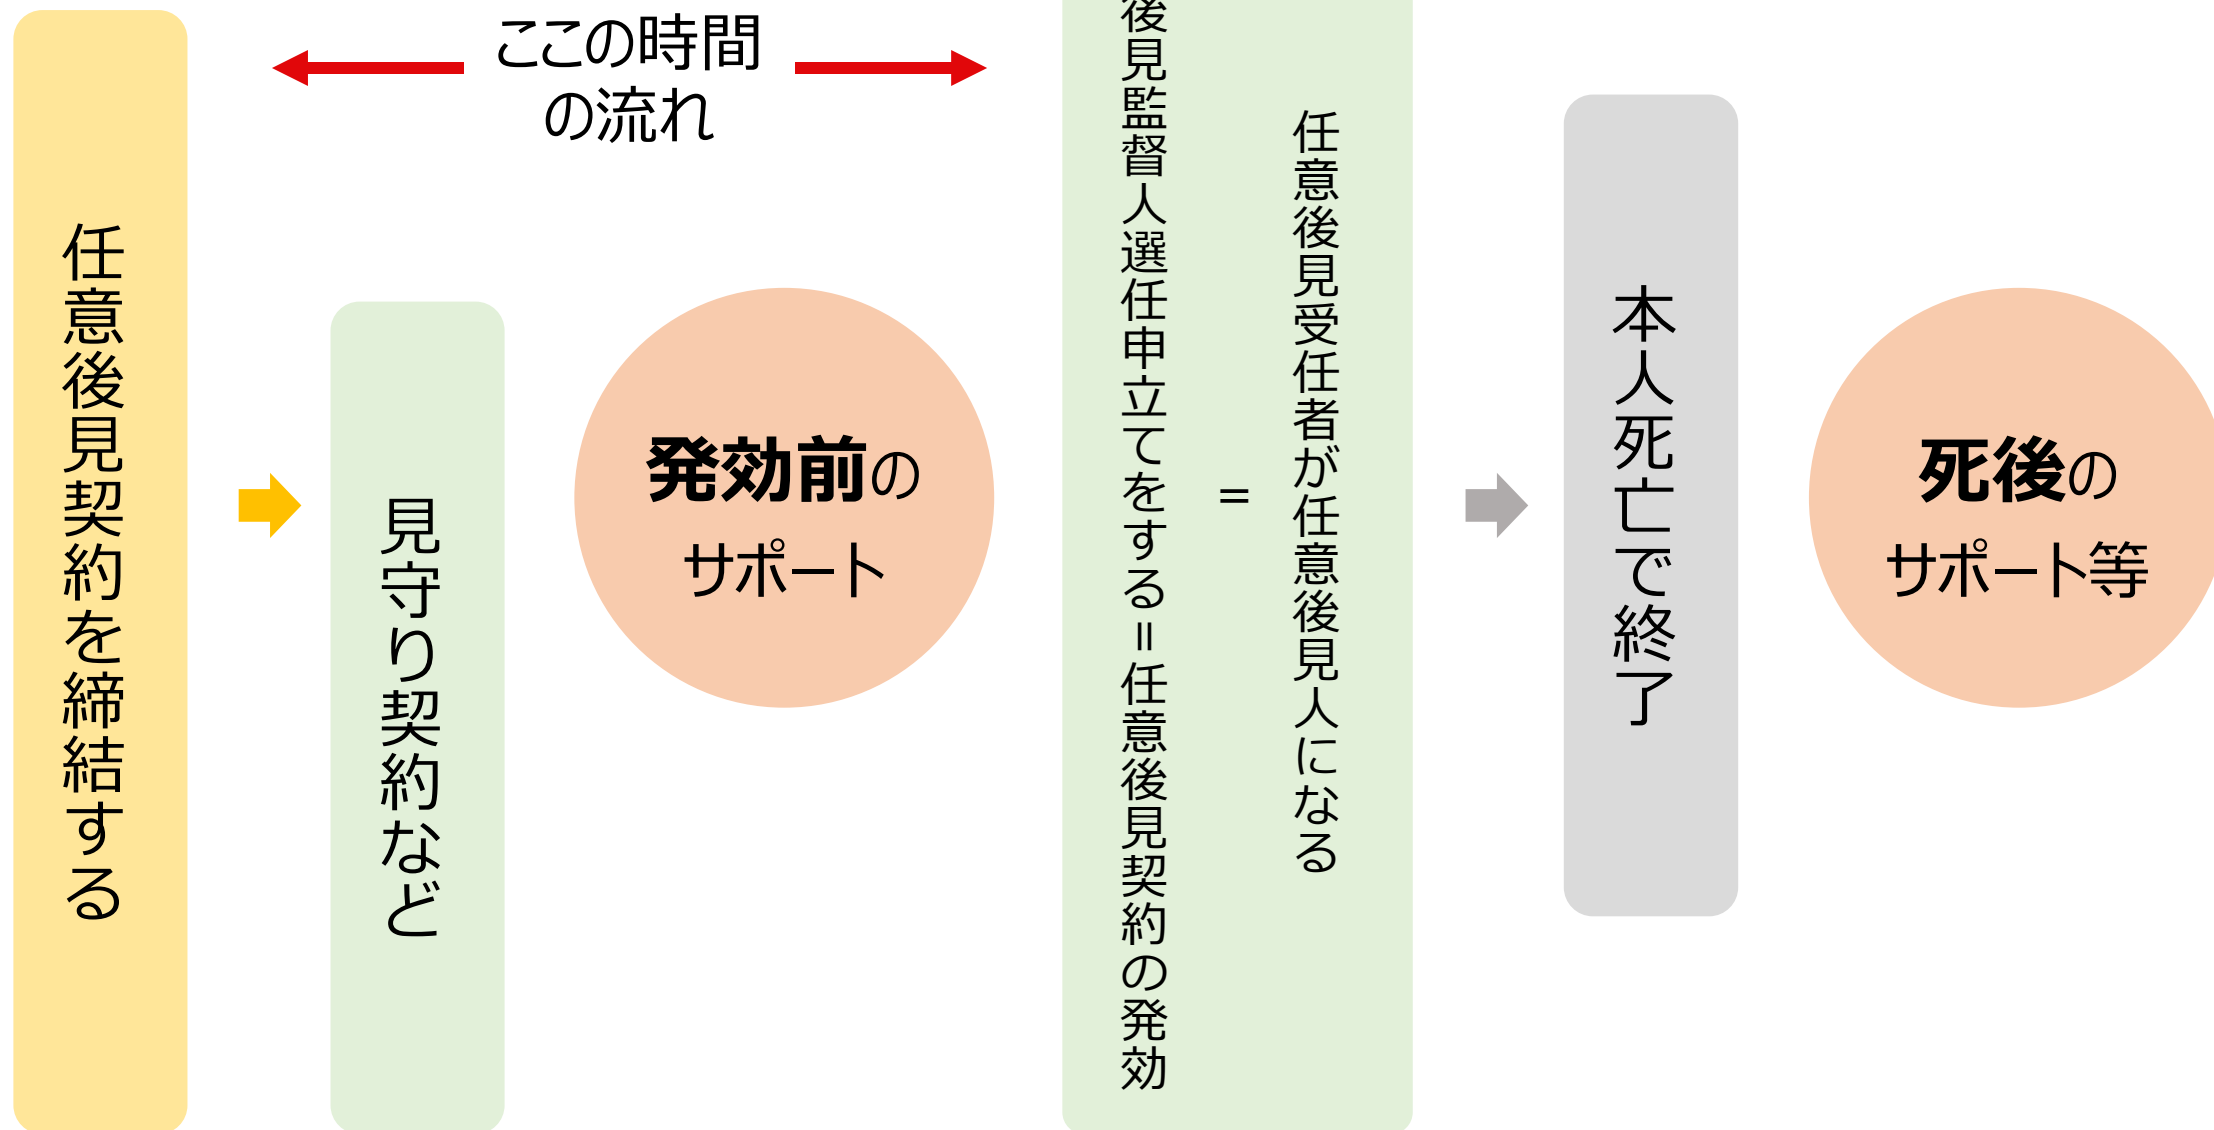 任意後見契約を締結する
ここの時間
の流れ
見守り契約など
発効前の
サポート
後見監督人選任申立てをする=任意後見契約の発効
=
任意後見受任者が任意後見人になる
本人死亡で終了
死後の
サポート等